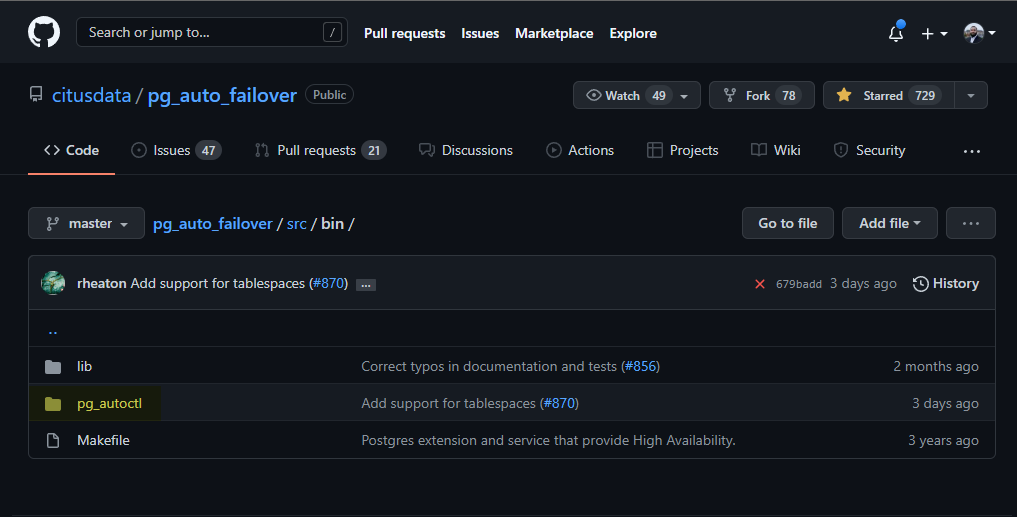 Search or jump to... / Pull requests Issues Marketplace Explore
citusdata / pg_auto_failover Public Watch 49 Fork 78 Starred 729
Code Issues 47 Pull requests 21 Discussions Actions Projects Wiki Security ...
master pg_auto_failover / src / bin / Go to file Add file ...
rheaton Add support for tablespaces (#870) ... 679badd 3 days ago History
..
lib Correct typos in documentation and tests (#856) 2 months ago
pg_autoctl Add support for tablespaces (#870) 3 days ago
Makefile Postgres extension and service that provide High Availability. 3 years ago